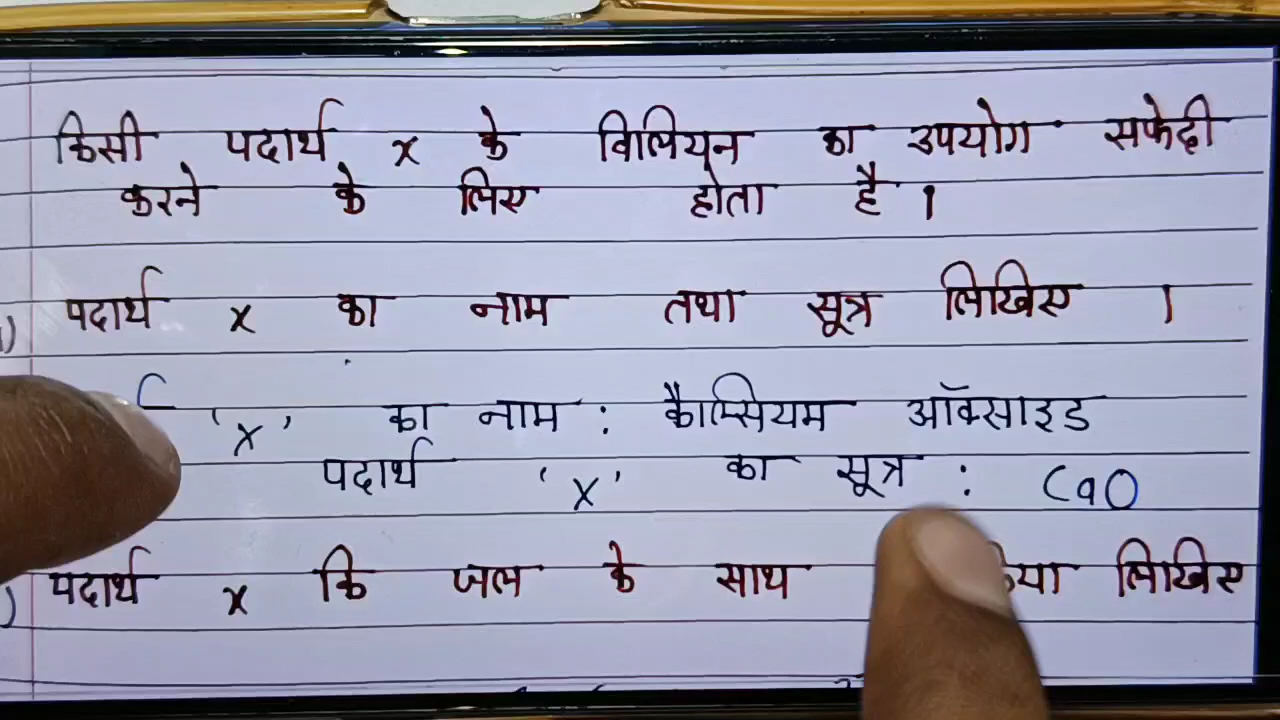 किसी पदार्थ x के विलियन का उपयोग सफेदी
करने के लिए होता है।
पदार्थ x का नाम तथा सूत्र लिखिए ।
'x' का नाम : कैल्सियम ऑक्साइड
पदार्थ 'x' का सूत्र : CaO
पदार्थ x कि जल के साथ लिखिए